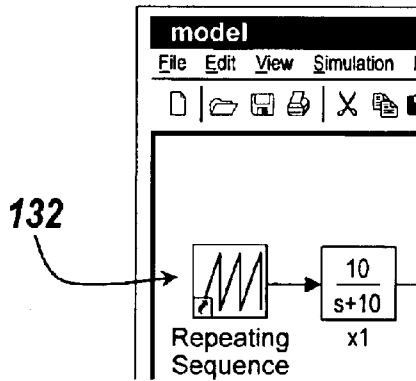 model
File Edit View Simulation
132
10
s+10
Repeating
Sequence
x1